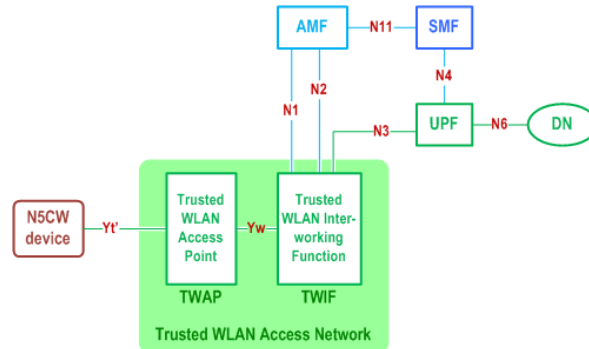 AMF
N11
SMF
N1
N2
N4
N3
UPF
N6
DN
N5CW
device
Yt'
Trusted
WLAN
Access
Point
Yw
Trusted
WLAN Inter-
working
Function
TWAP
TWIF
Trusted WLAN Access Network